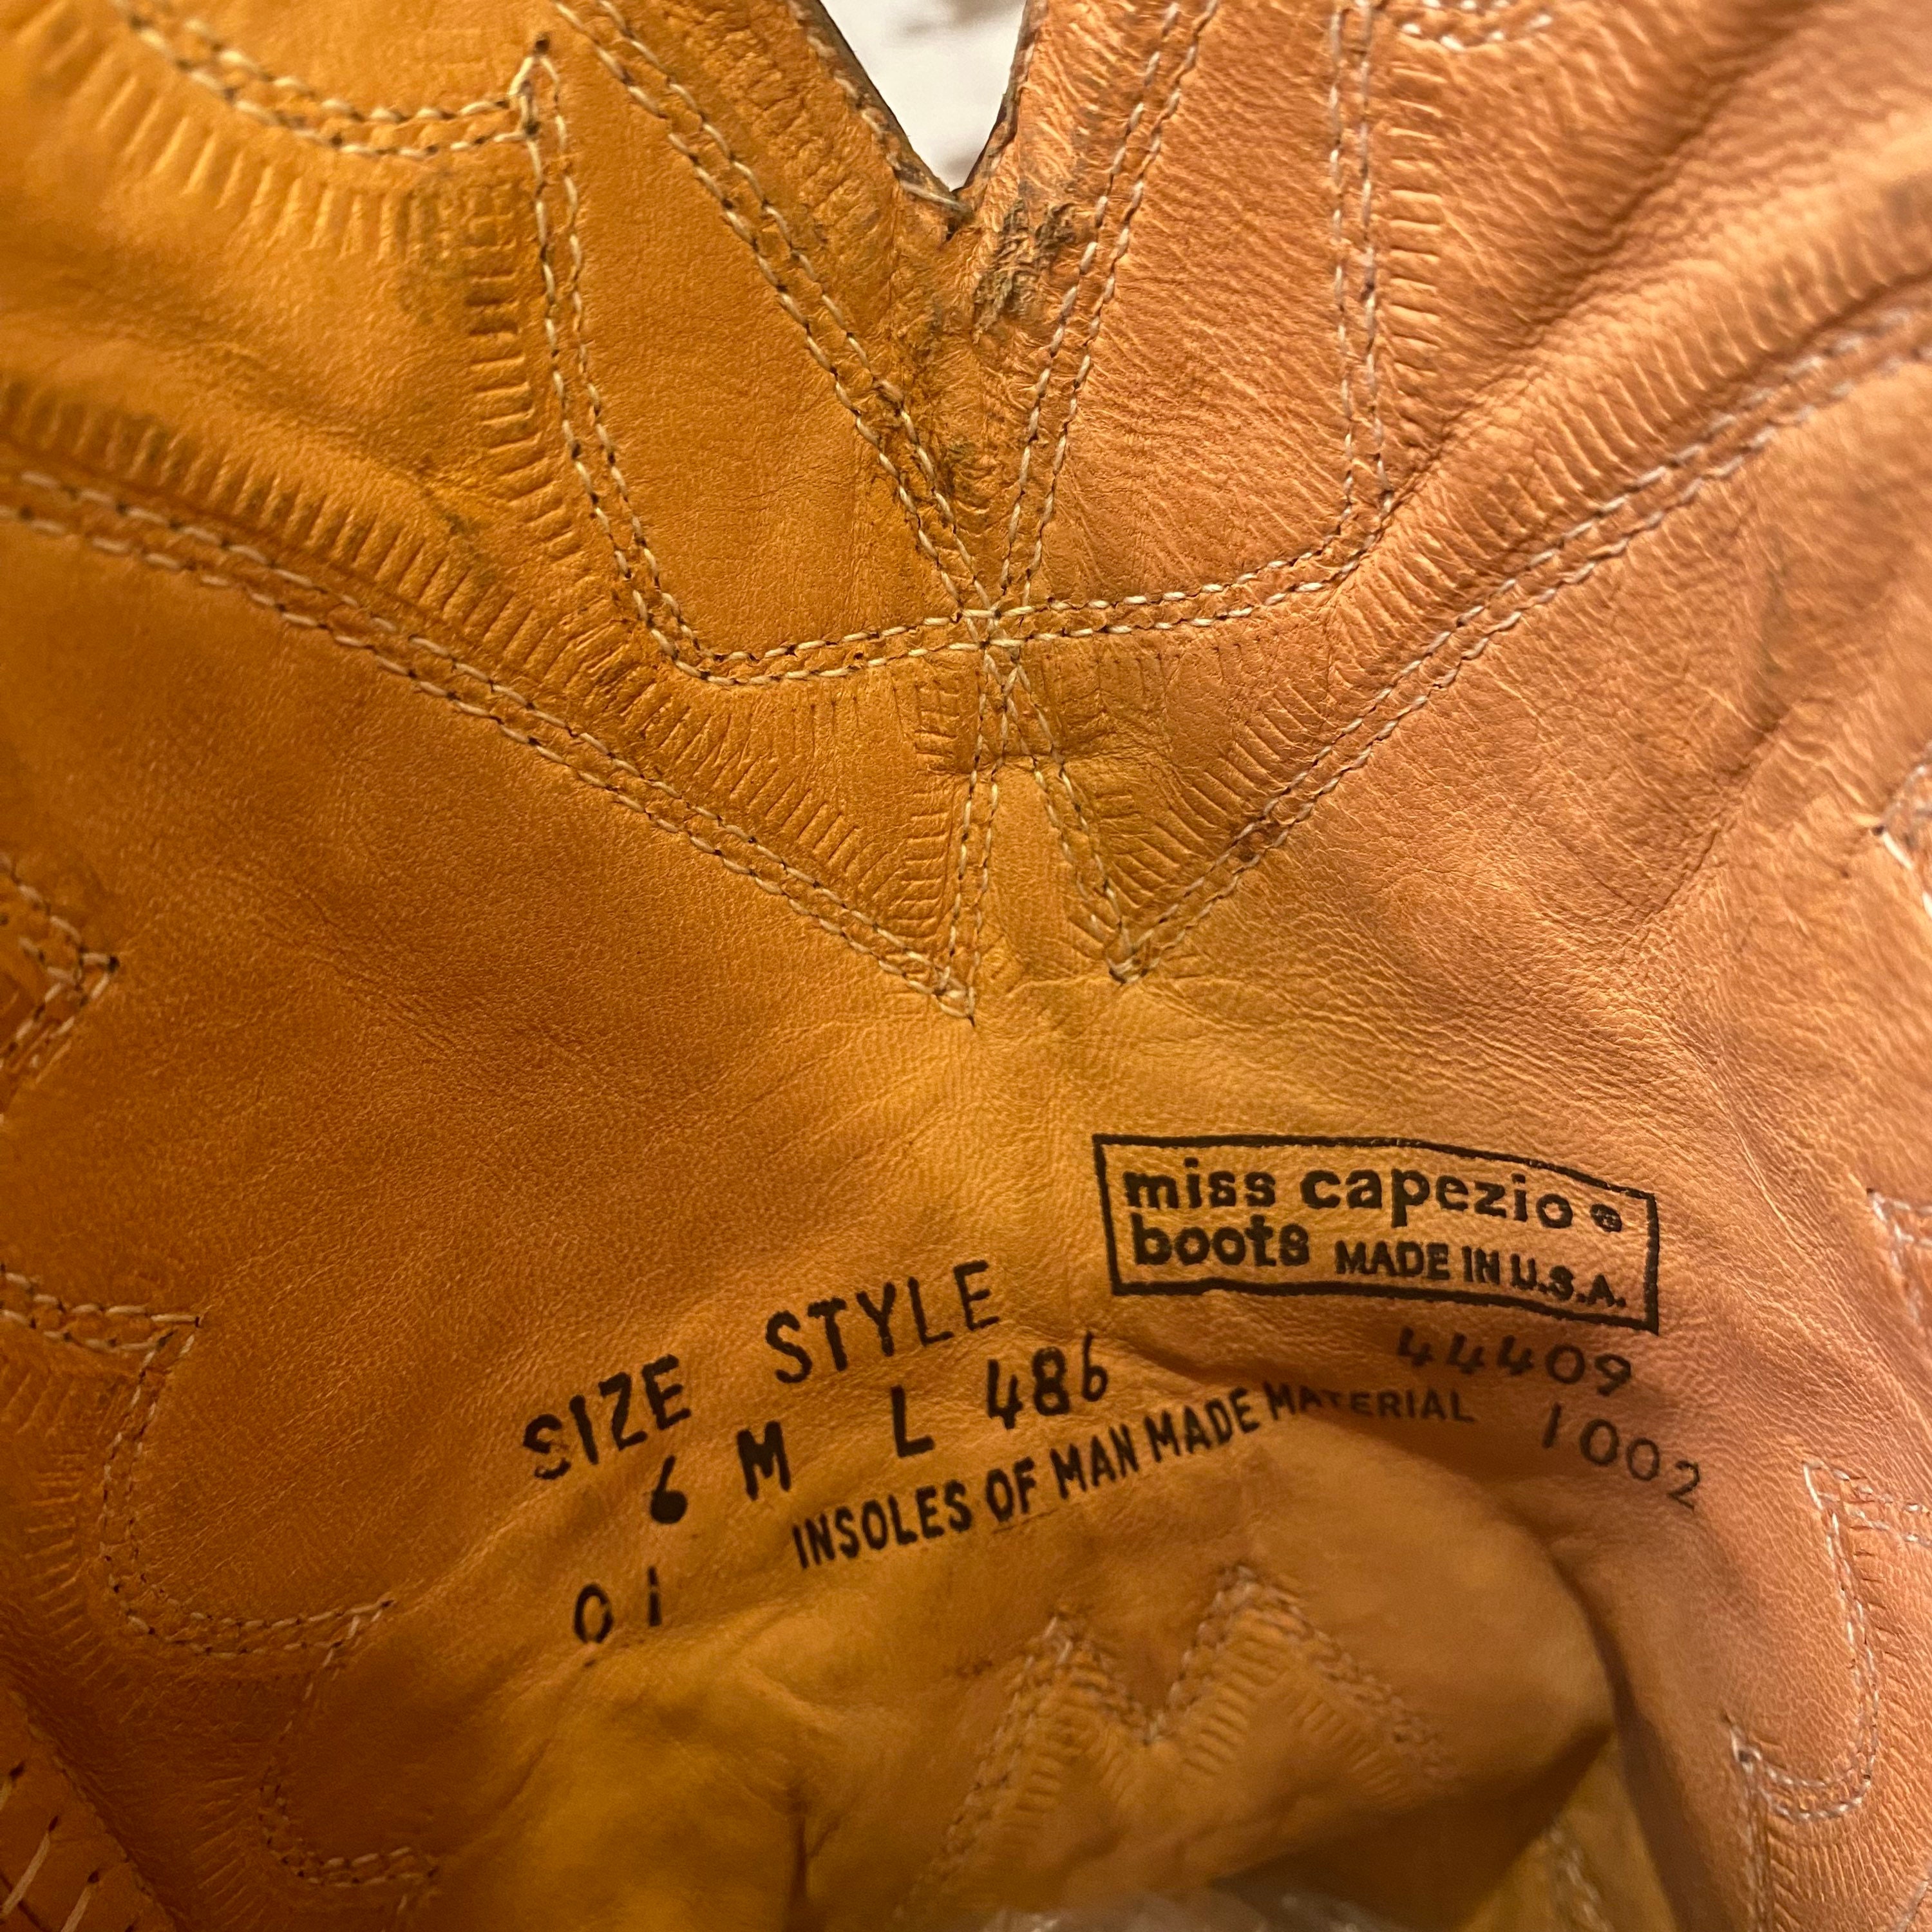 miss capezio ®
boots MADE IN U.S.A.
SIZE STYLE
6 M L 486
44409
INSOLES OF MAN MADE MATERIAL
1002
01